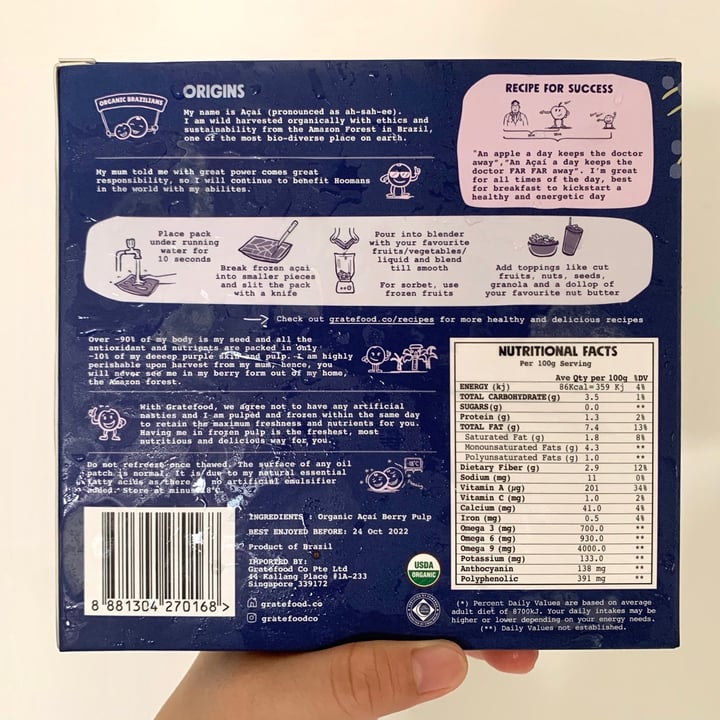 ORGANIC BRAZILIANS
ORIGINS
My name is Açaí (pronounced as ah-sah-ee).
I am wild harvested organically with ethics and
sustainability from the Amazon Forest in Brazil,
one of the most bio-diverse place on earth.
My mum told me with great power comes great
responsibility, so I will continue to benefit Hoomans
in the world with my abilites.
RECIPE FOR SUCCESS
"An apple a day keeps the doctor
away","An Açaí a day keeps the
doctor FAR FAR away". I'm great
for all times of the day, best
for breakfast to kickstart a
healthy and energetic day
Place pack
under running
water for
10 seconds
Break frozen açaí
into smaller pieces
and slit the pack
with a knife
Pour into blender
with your favourite
fruits/vegetables/
liquid and blend
till smooth
For sorbet, use
frozen fruits
Add toppings like cut
fruits, nuts, seeds,
granola and a dollop of
your favourite nut butter
Check out gratefood.co/recipes for more healthy and delicious recipes
Over ~90% of my body is my seed and all the
antioxidant and nutrients are packed in only
~10% of my deeeep purple skin and pulp. I am highly
perishable upon harvest from my mum, hence, you
will never see me in my berry form out of my home,
the Amazon forest.
With Gratefood, we agree not to have any artificial
nasties and I am pulped and frozen within the same day
to retain the maximum freshness and nutrients for you.
Having me in frozen pulp is the freshest, most
nutritious and delicious way for you.
Do not refreeze once thawed. The surface of any oil
patch is normal. It is due to my natural essential
fatty acids as there is no artificial emulsifier
added. Store at minus 18°C
NUTRITIONAL FACTS
Per 100g Serving
Ave Qty per 100g %DV
ENERGY (kj) 86Kcal=359 Kj 4%
TOTAL CARBOHYDRATE(g) 3.5 1%
SUGARS(g) 0.0 **
Protein (g) 1.3 2%
TOTAL FAT (g) 7.4 13%
Saturated Fat (g) 1.8 8%
Monounsaturated Fats (g) 4.3 **
Polyunsaturated Fats (g) 1.0 **
Dietary Fiber (g) 2.9 12%
Sodium (mg) 11 0%
Vitamin A (µg) 201 34%
Vitamin C (mg) 1.0 2%
Calcium (mg) 41.0 4%
Iron (mg) 0.5 4%
Omega 3 (mg) 700.0 **
Omega 6 (mg) 930.0 **
Omega 9 (mg) 4000.0 **
Potassium (mg) 133.0 **
Anthocyanin 138 mg **
Polyphenolic 391 mg **
(*) Percent Daily Values are based on average
adult diet of 8700kJ. Your daily intakes may be
higher or lower depending on your energy needs.
(**) Daily Values not established.
INGREDIENTS : Organic Açaí Berry Pulp
BEST ENJOYED BEFORE: 24 Oct 2022
Product of Brazil
IMPORTED BY:
Gratefood Co Pte Ltd
44 Kallang Place #1A-233
Singapore 339172
gratefood.co
gratefoodco
USDA
ORGANIC
8 881304 270168 >